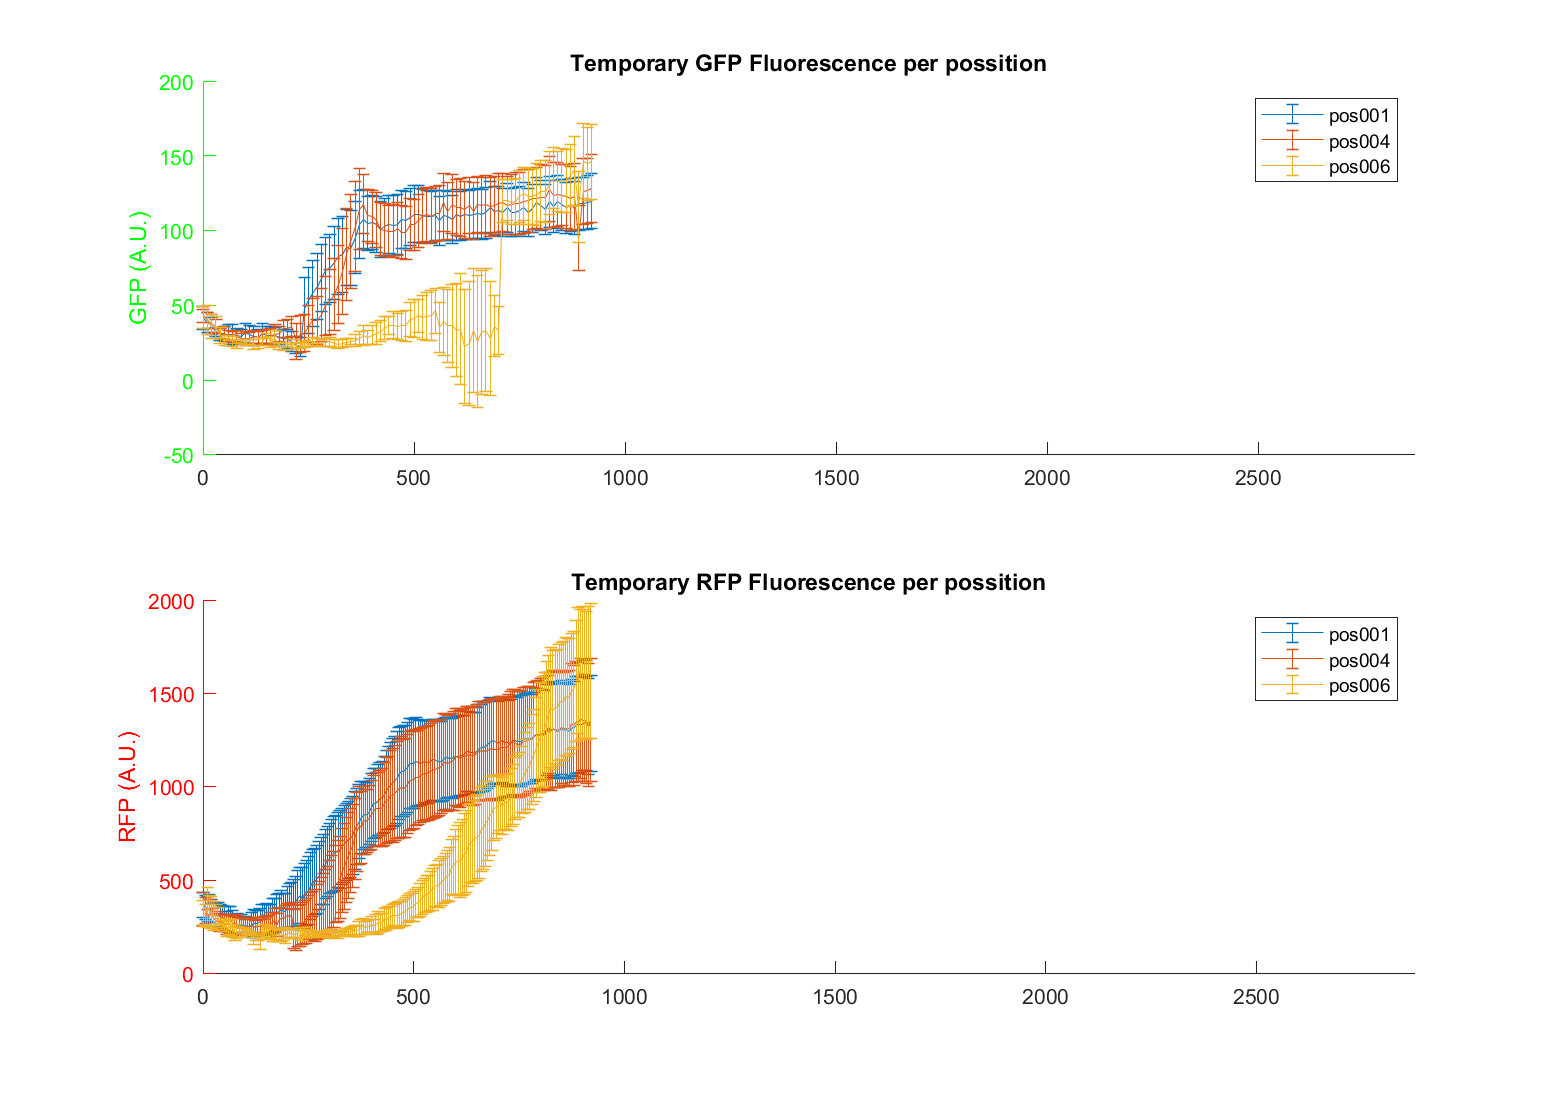 Temporary GFP Fluorescence per possition
200
150
100
50
0
-50
GFP (A.U.)
pos001
pos004
pos006
0 500 1000 1500 2000 2500
Temporary RFP Fluorescence per possition
2000
1500
1000
500
0
RFP (A.U.)
pos001
pos004
pos006
0 500 1000 1500 2000 2500